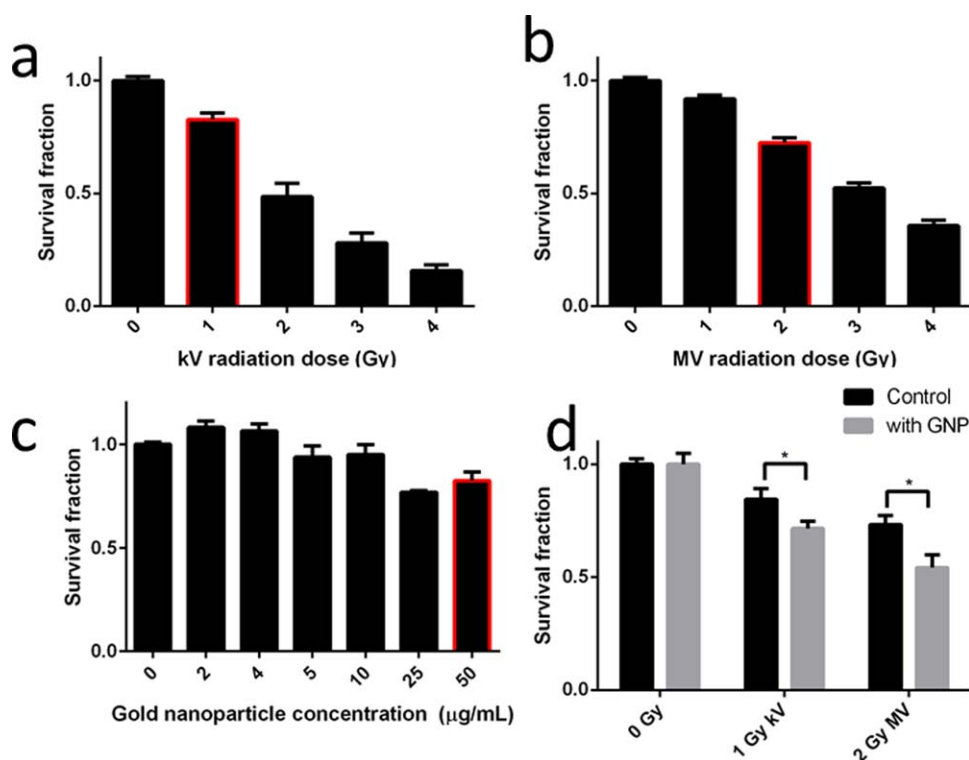 a
Survival fraction
1.0
0.5
0.0
0
1
2
3
4
kV radiation dose (Gy)
b
Survival fraction
1.0
0.5
0.0
0
1
2
3
4
MV radiation dose (Gy)
c
Survival fraction
1.0
0.5
0.0
0
2
4
5
10
25
50
Gold nanoparticle concentration (μg/mL)
d
Control
with GNP
Survival fraction
1.0
0.5
0.0
*
*
0 Gy
1 Gy kV
2 Gy MV